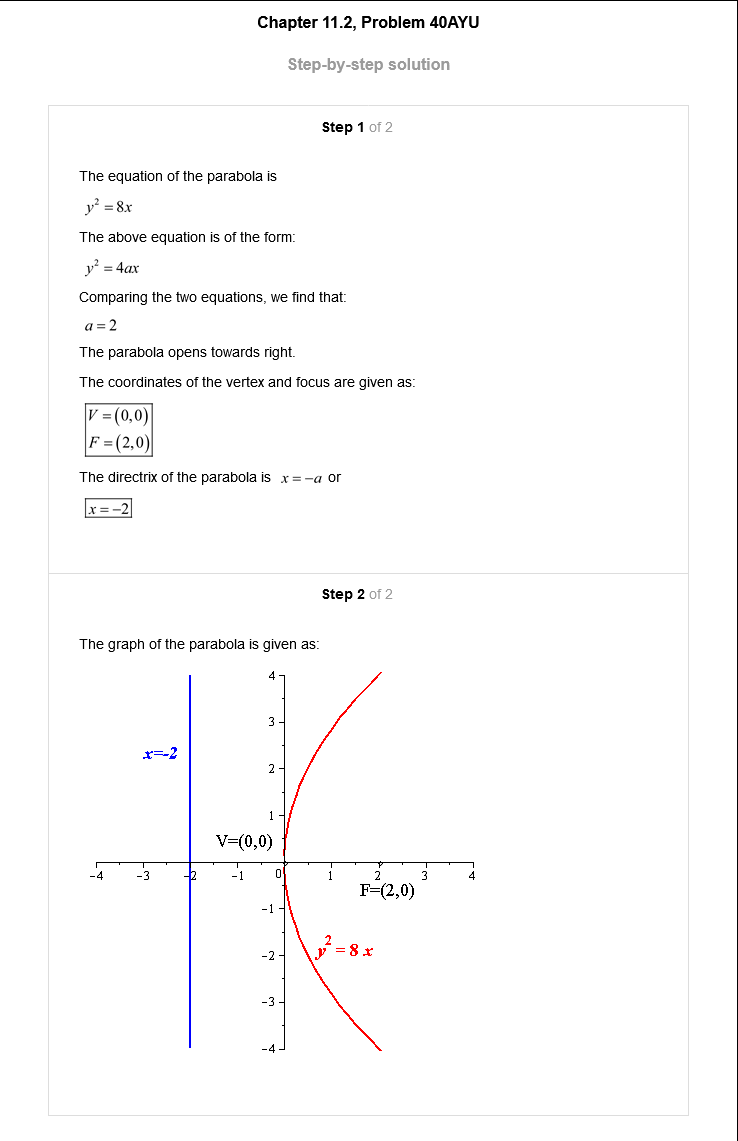 Chapter 11.2, Problem 40AYU
Step-by-step solution
Step 1 of 2
The equation of the parabola is
y² = 8x
The above equation is of the form:
y² = 4ax
Comparing the two equations, we find that:
a = 2
The parabola opens towards right.
The coordinates of the vertex and focus are given as:
V = (0,0)
F = (2,0)
The directrix of the parabola is x = −a or
x = −2
Step 2 of 2
The graph of the parabola is given as:
4
3
x=-2
2
1
V=(0,0)
-4 -3 -2 -1 0 1 2 3 4
F=(2,0)
-1
y² = 8 x
-2
-3
-4